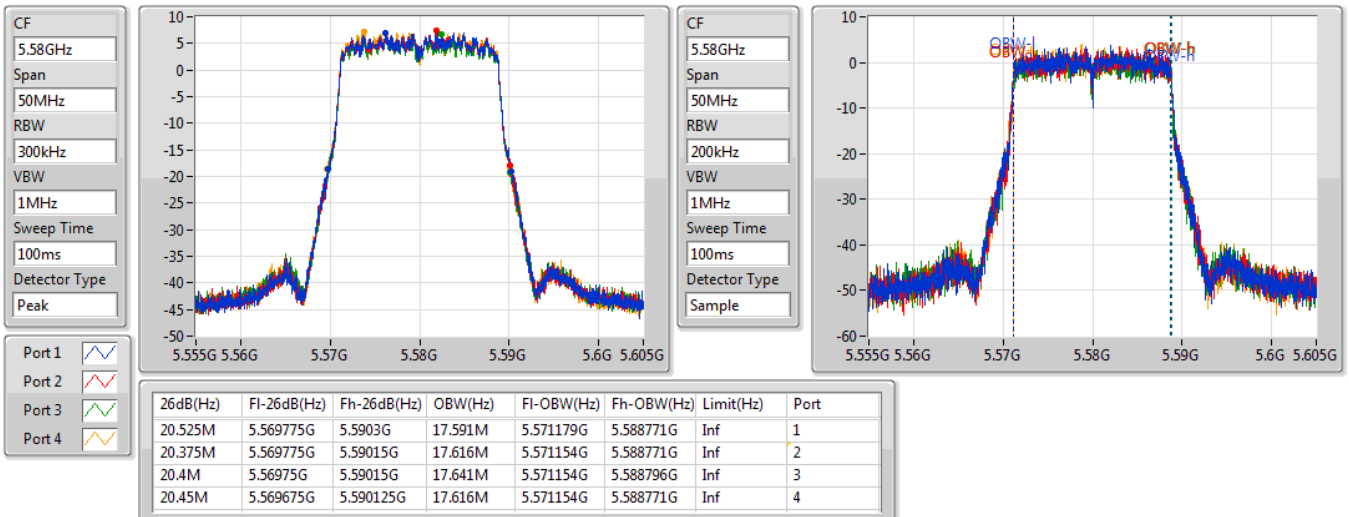 CF
5.58GHz
Span
50MHz
RBW
300kHz
VBW
1MHz
Sweep Time
100ms
Detector Type
Peak
10
5
0
-5
-10
-15
-20
-25
-30
-35
-40
-45
-50
5.555G 5.56G 5.57G 5.58G 5.59G 5.6G 5.605G
CF
5.58GHz
Span
50MHz
RBW
200kHz
VBW
1MHz
Sweep Time
100ms
Detector Type
Sample
10
0
-10
-20
-30
-40
-50
-60
OBW-l OBW-h
5.555G 5.56G 5.57G 5.58G 5.59G 5.6G 5.605G
Port 1
Port 2
Port 3
Port 4
26dB(Hz) Fl-26dB(Hz) Fh-26dB(Hz) OBW(Hz) Fl-OBW(Hz) Fh-OBW(Hz) Limit(Hz) Port
20.525M 5.569775G 5.5903G 17.591M 5.571179G 5.588771G Inf 1
20.375M 5.569775G 5.59015G 17.616M 5.571154G 5.588771G Inf 2
20.4M 5.56975G 5.59015G 17.641M 5.571154G 5.588796G Inf 3
20.45M 5.569675G 5.590125G 17.616M 5.571154G 5.588771G Inf 4